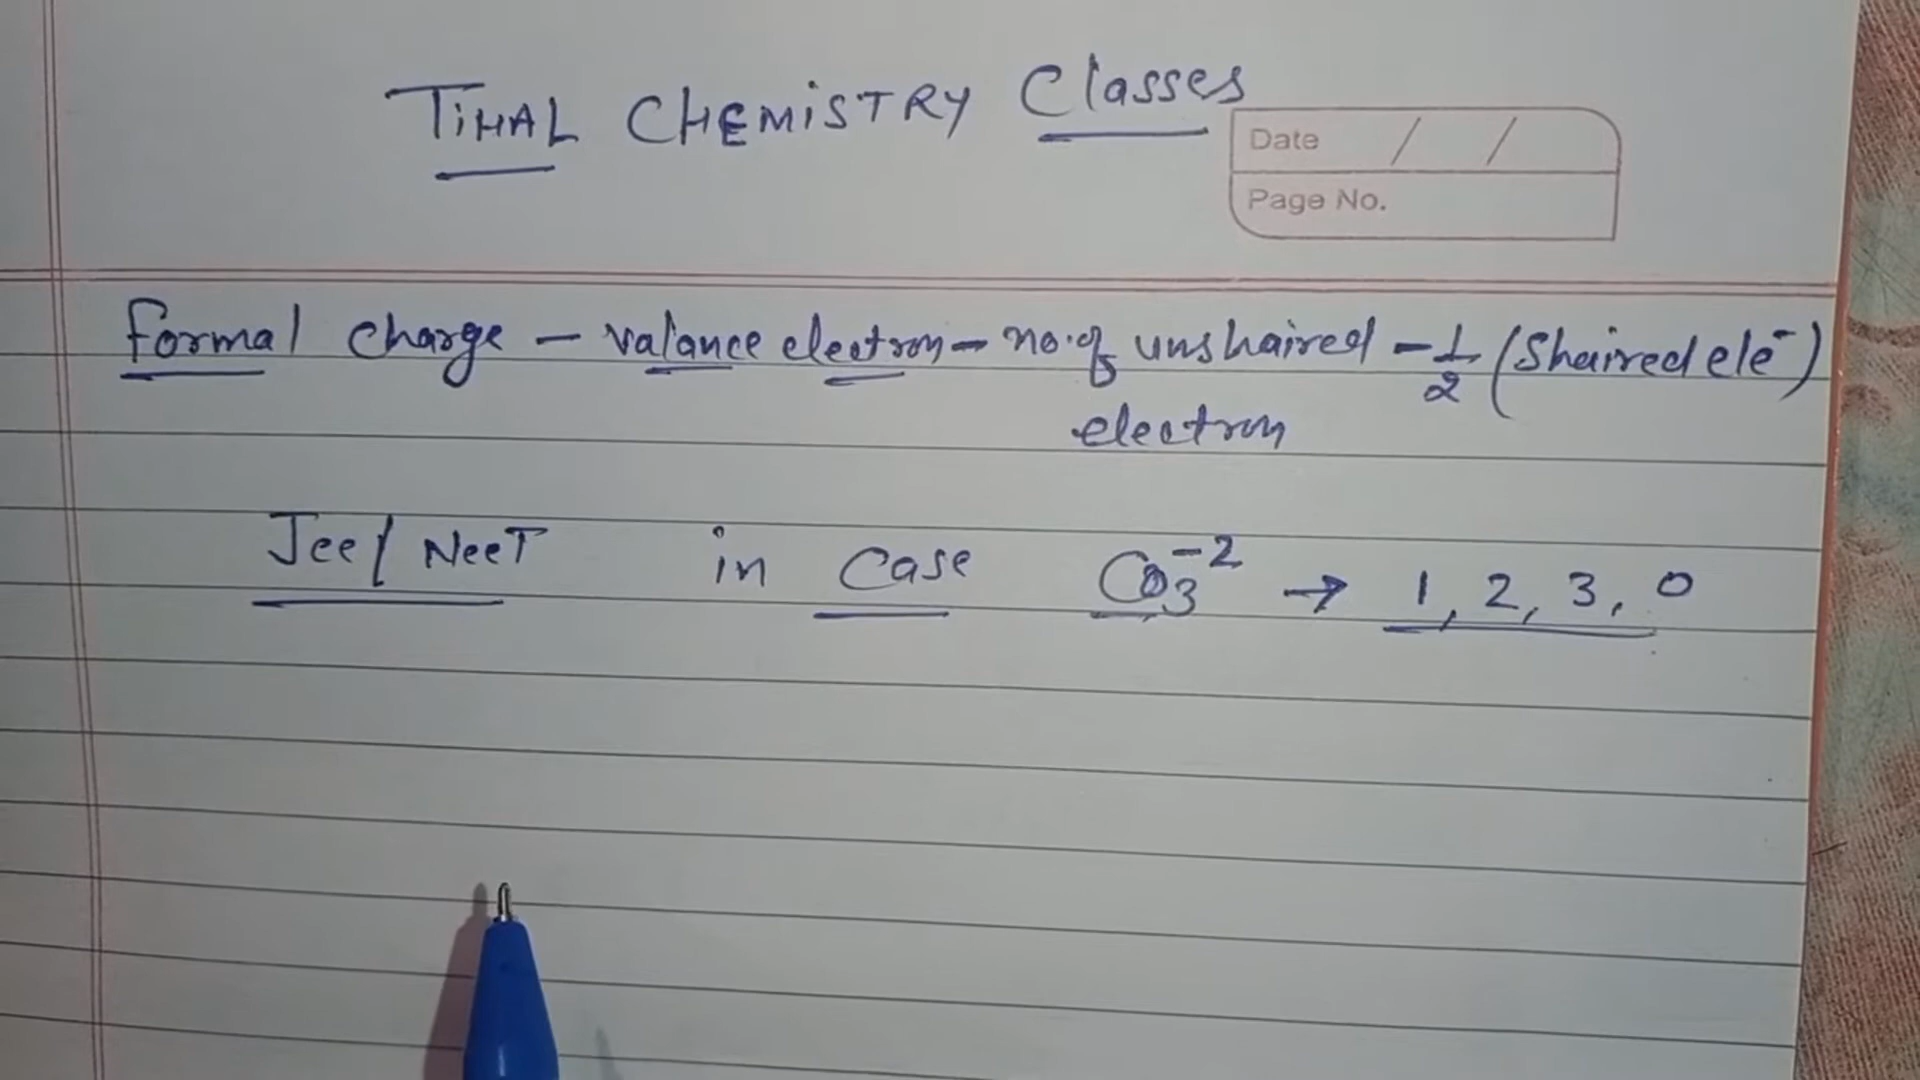 TiHAL CHEMiSTRY Classes
Date / /
Page No.
formal charge - valance electron - no. of unshaired - 1/2 (Shaired ele⁻)
electron
Jee/ NeeT in Case CO₃⁻² → 1, 2, 3, 0